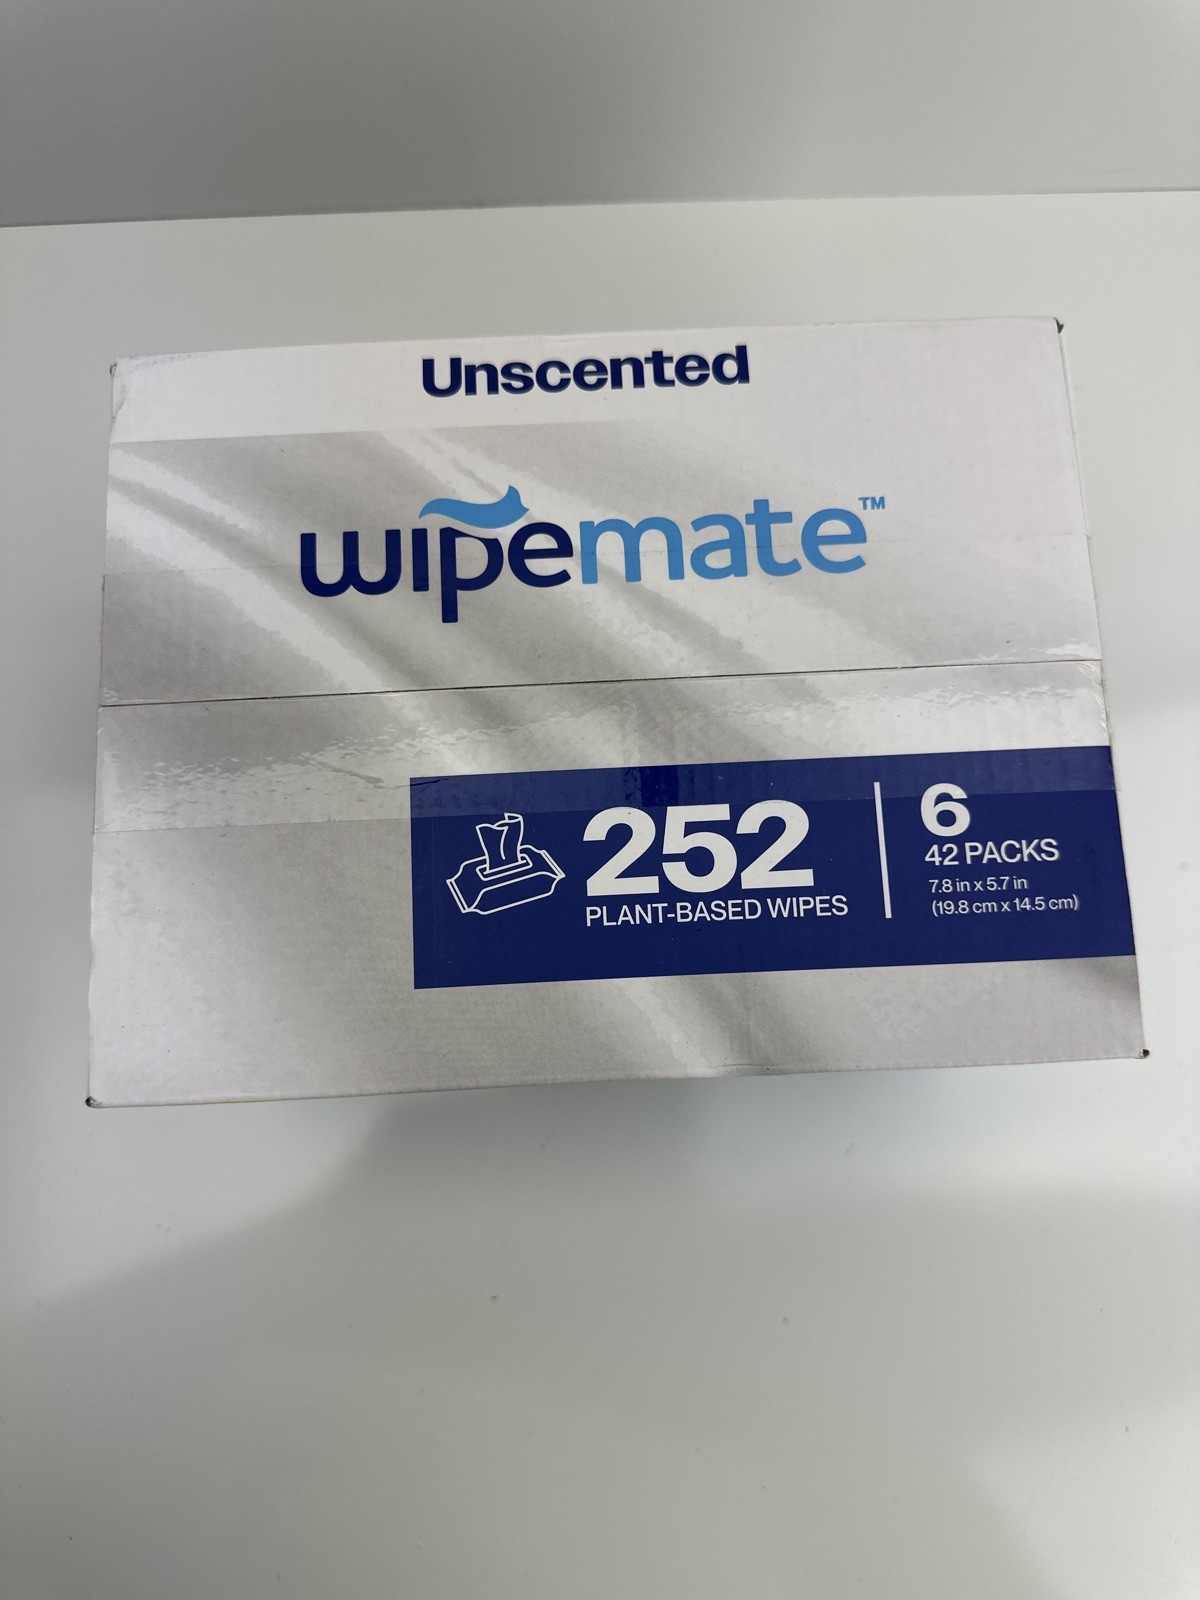 Unscented
wipemate™
252
PLANT-BASED WIPES
6
42 PACKS
7.8 in x 5.7 in
(19.8 cm x 14.5 cm)